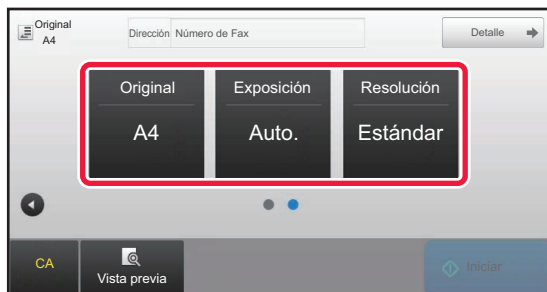 Original
A4
Dirección Número de Fax
Detalle
Original Exposición Resolución
A4 Auto. Estándar
CA
Vista previa
Iniciar